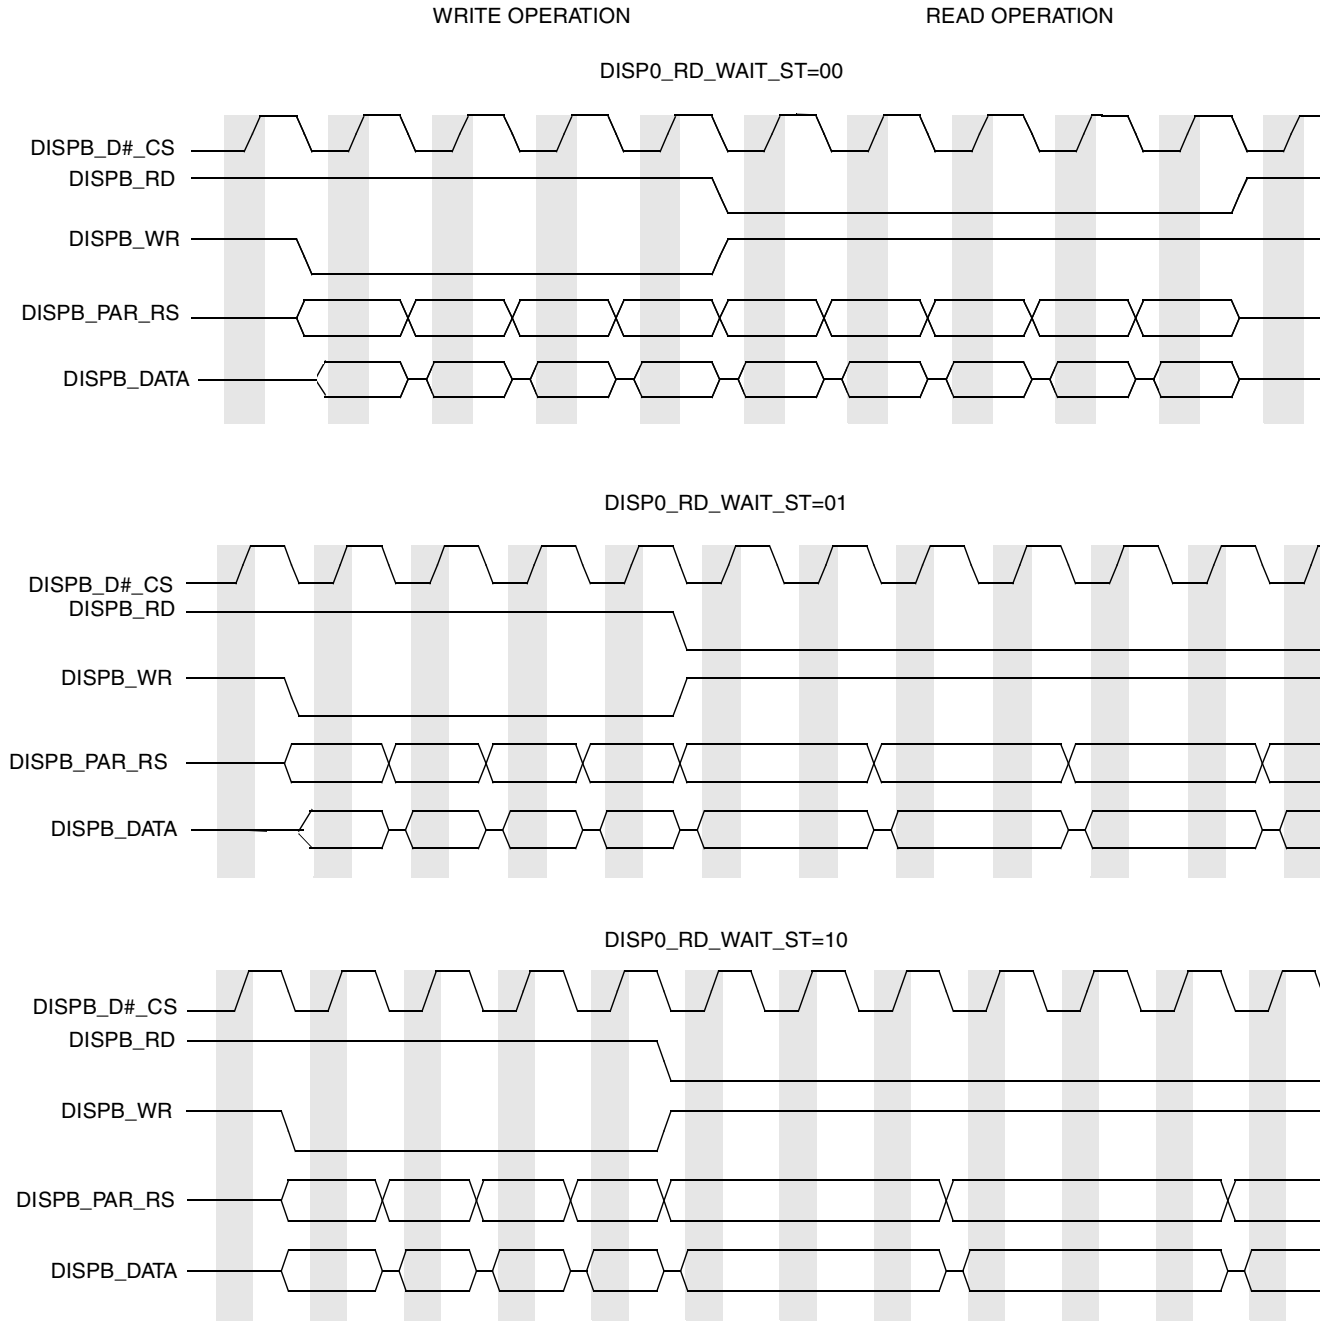 WRITE OPERATION
READ OPERATION
DISP0_RD_WAIT_ST=00
DISPB_D#_CS
DISPB_RD
DISPB_WR
DISPB_PAR_RS
DISPB_DATA
DISP0_RD_WAIT_ST=01
DISPB_D#_CS
DISPB_RD
DISPB_WR
DISPB_PAR_RS
DISPB_DATA
DISP0_RD_WAIT_ST=10
DISPB_D#_CS
DISPB_RD
DISPB_WR
DISPB_PAR_RS
DISPB_DATA